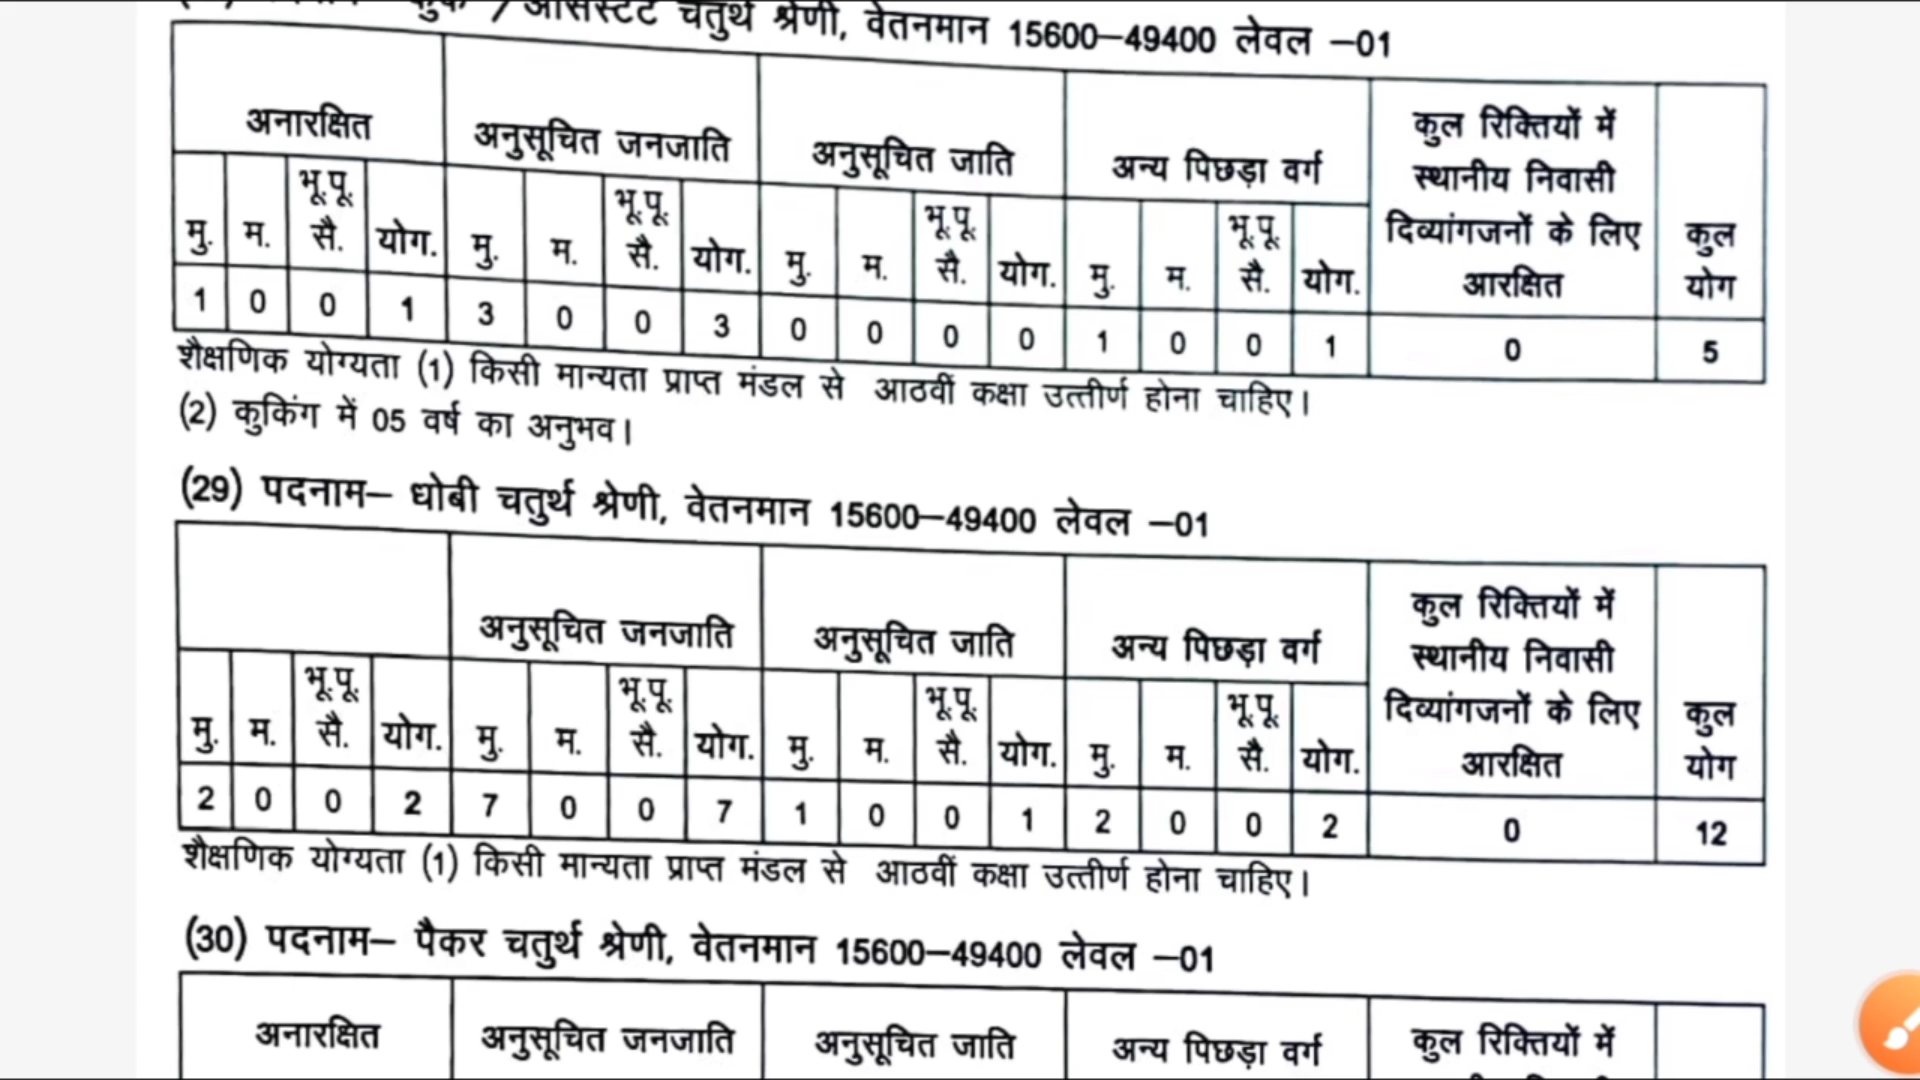 कुक / असिस्टेंट चतुर्थ श्रेणी, वेतनमान 15600–49400 लेवल –01
अनारक्षित अनुसूचित जनजाति अनुसूचित जाति अन्य पिछड़ा वर्ग कुल रिक्तियों में स्थानीय निवासी दिव्यांगजनों के लिए आरक्षित कुल योग
मु. म. भू.पू. सै. योग. मु. म. भू.पू. सै. योग. मु. म. भू.पू. सै. योग. मु. म. भू.पू. सै. योग.
1 0 0 1 3 0 0 3 0 0 0 0 1 0 0 1 0 5
शैक्षणिक योग्यता (1) किसी मान्यता प्राप्त मंडल से आठवीं कक्षा उत्तीर्ण होना चाहिए।
(2) कुकिंग में 05 वर्ष का अनुभव।
(29) पदनाम– धोबी चतुर्थ श्रेणी, वेतनमान 15600–49400 लेवल –01
अनुसूचित जनजाति अनुसूचित जाति अन्य पिछड़ा वर्ग कुल रिक्तियों में स्थानीय निवासी दिव्यांगजनों के लिए आरक्षित कुल योग
मु. म. भू.पू. सै. योग. मु. म. भू.पू. सै. योग. मु. म. भू.पू. सै. योग. मु. म. भू.पू. सै. योग.
2 0 0 2 7 0 0 7 1 0 0 1 2 0 0 2 0 12
शैक्षणिक योग्यता (1) किसी मान्यता प्राप्त मंडल से आठवीं कक्षा उत्तीर्ण होना चाहिए।
(30) पदनाम– पैकर चतुर्थ श्रेणी, वेतनमान 15600–49400 लेवल –01
अनारक्षित अनुसूचित जनजाति अनुसूचित जाति अन्य पिछड़ा वर्ग कुल रिक्तियों में